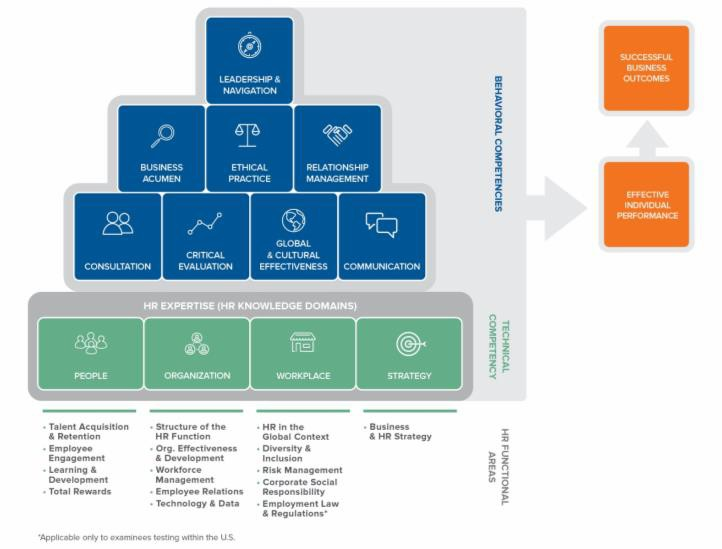 LEADERSHIP &
NAVIGATION
BUSINESS
ACUMEN
ETHICAL
PRACTICE
RELATIONSHIP
MANAGEMENT
CONSULTATION
CRITICAL
EVALUATION
GLOBAL
& CULTURAL
EFFECTIVENESS
COMMUNICATION
BEHAVIORAL COMPETENCIES
SUCCESSFUL
BUSINESS
OUTCOMES
EFFECTIVE
INDIVIDUAL
PERFORMANCE
HR EXPERTISE (HR KNOWLEDGE DOMAINS)
PEOPLE
ORGANIZATION
WORKPLACE
STRATEGY
TECHNICAL
COMPETENCY
• Talent Acquisition
& Retention
• Employee
Engagement
• Learning &
Development
• Total Rewards
• Structure of the
HR Function
• Org. Effectiveness
& Development
• Workforce
Management
• Employee Relations
• Technology & Data
• HR in the
Global Context
• Diversity &
Inclusion
• Risk Management
• Corporate Social
Responsibility
• Employment Law
& Regulations*
• Business
& HR Strategy
HR FUNCTIONAL
AREAS
*Applicable only to examinees testing within the U.S.